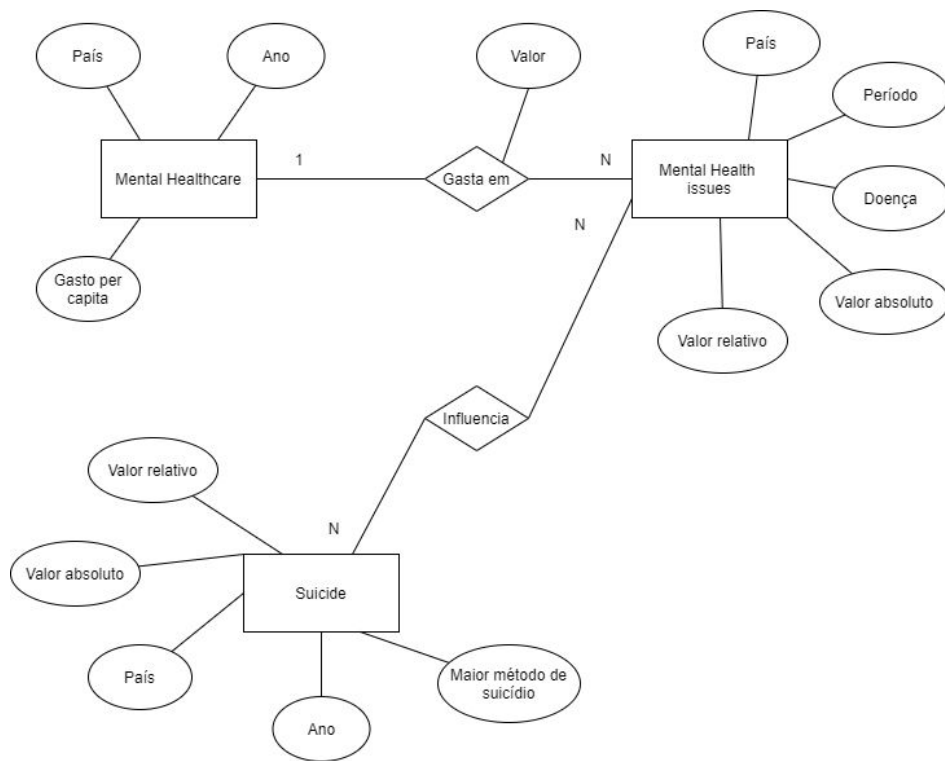 País
Ano
Valor
País
Período
Mental Healthcare
1
Gasta em
N
Mental Health
issues
N
Doença
Gasto per
capita
Valor absoluto
Valor relativo
Influencia
Valor relativo
N
Valor absoluto
Suicide
País
Maior método de
suicídio
Ano